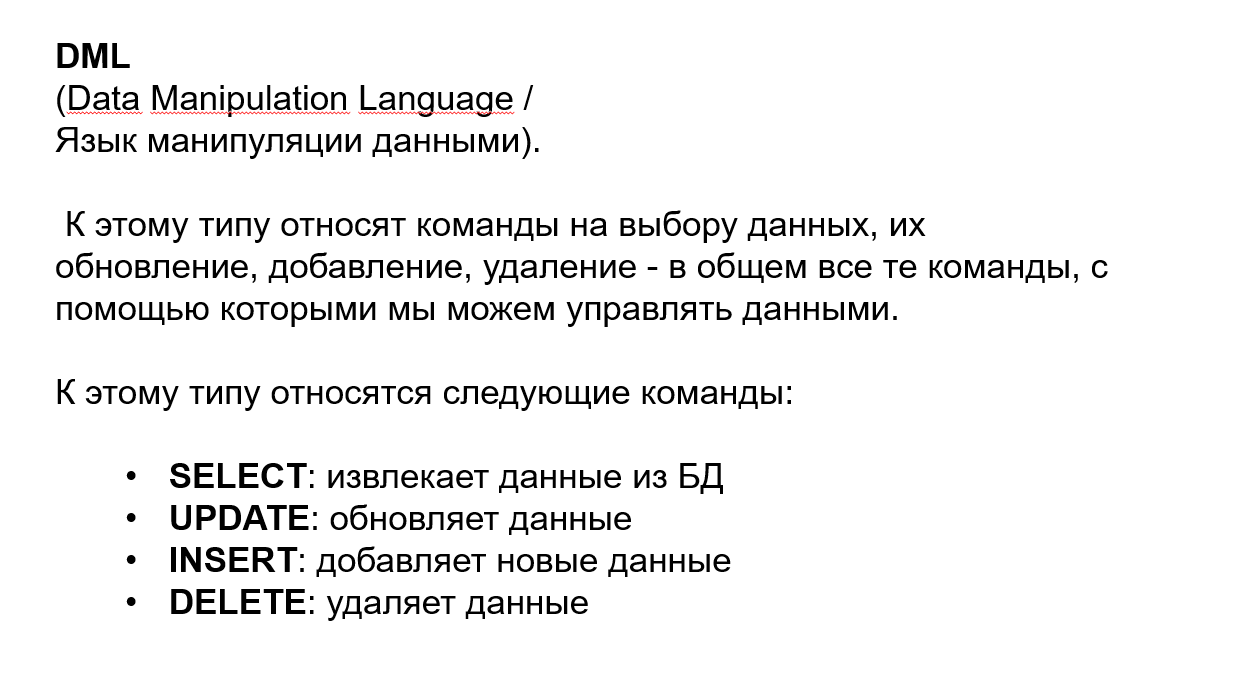 DML
(Data Manipulation Language /
Язык манипуляции данными).
К этому типу относят команды на выбору данных, их
обновление, добавление, удаление - в общем все те команды, с
помощью которыми мы можем управлять данными.
К этому типу относятся следующие команды:
• SELECT: извлекает данные из БД
• UPDATE: обновляет данные
• INSERT: добавляет новые данные
• DELETE: удаляет данные